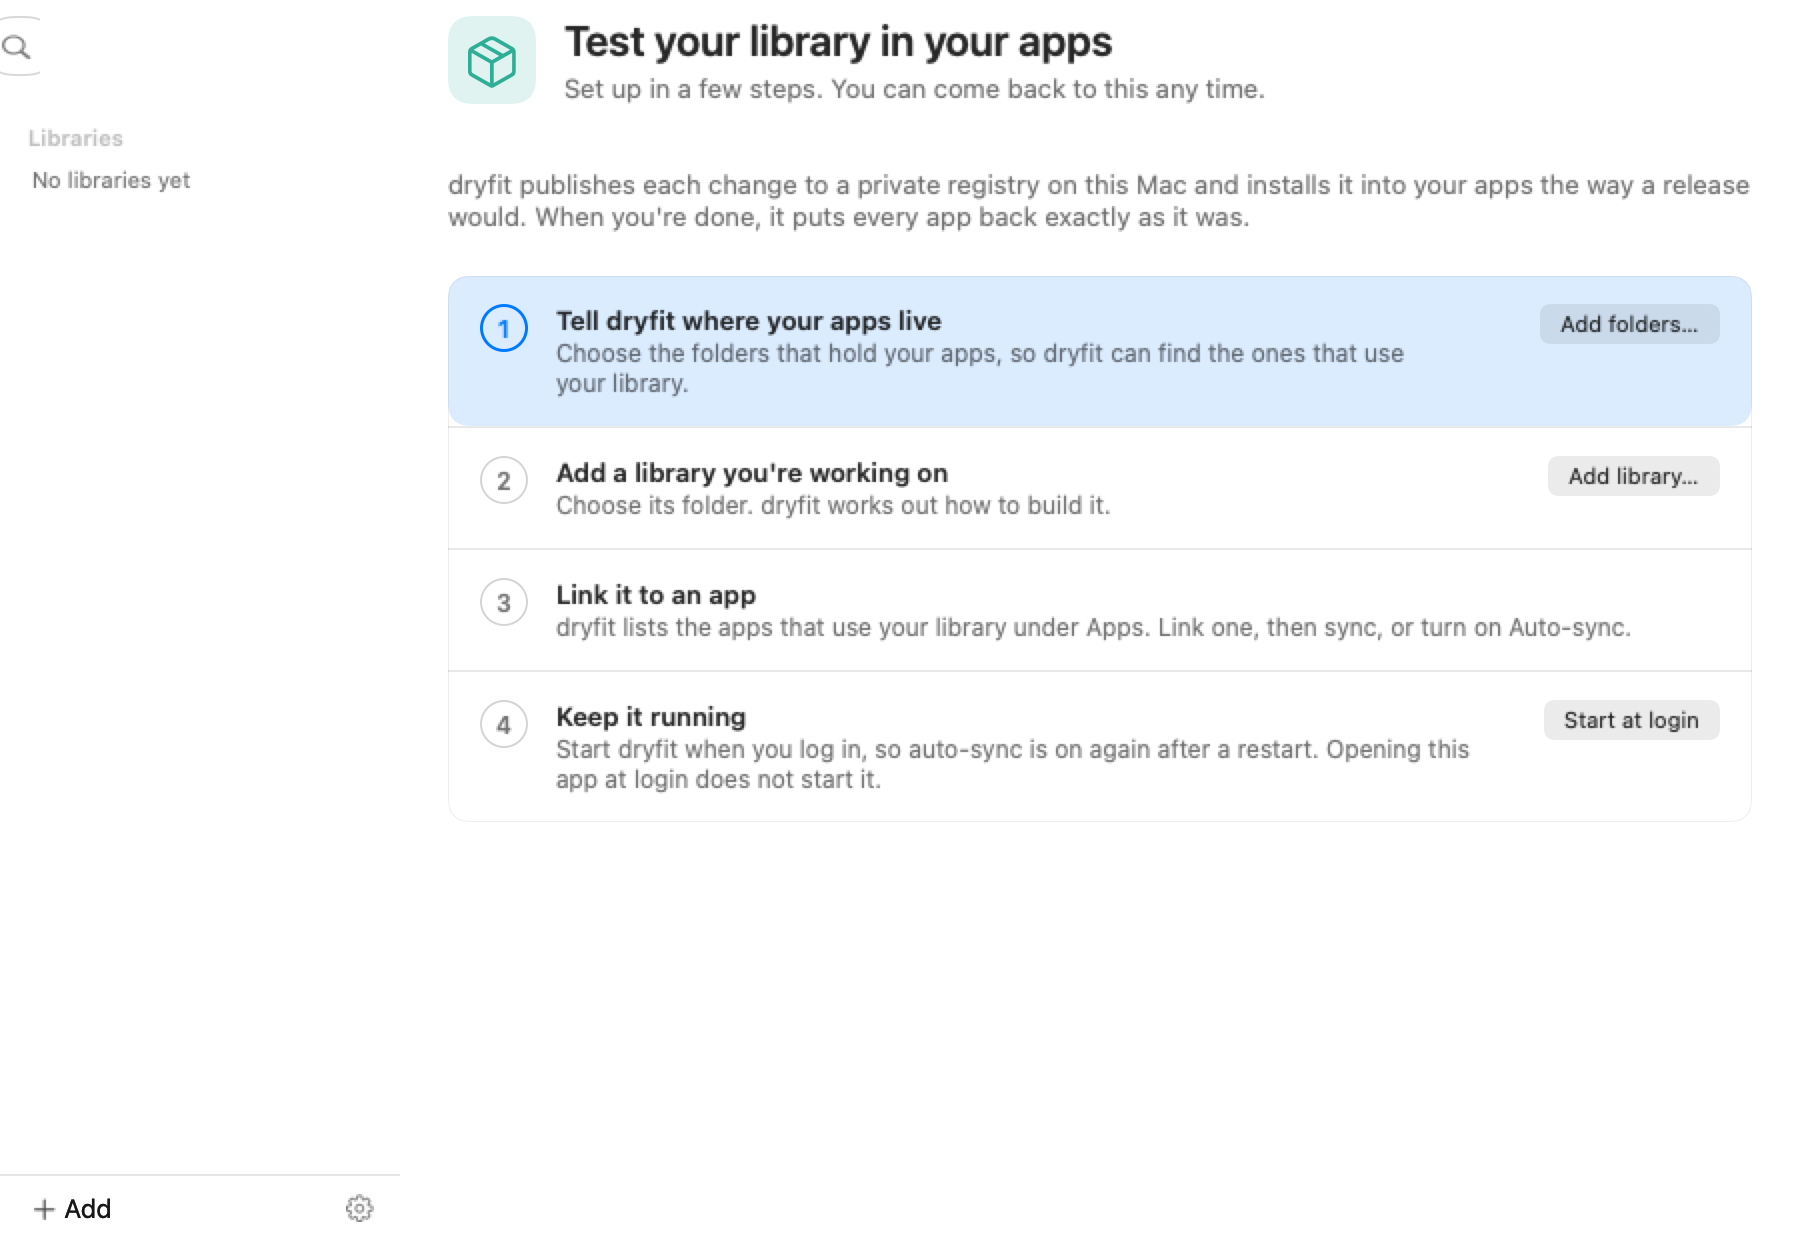 Test your library in your apps
Set up in a few steps. You can come back to this any time.
Libraries
No libraries yet
dryfit publishes each change to a private registry on this Mac and installs it into your apps the way a release
would. When you're done, it puts every app back exactly as it was.
1
Tell dryfit where your apps live
Add folders...
Choose the folders that hold your apps, so dryfit can find the ones that use
your library.
2
Add a library you're working on
Add library...
Choose its folder. dryfit works out how to build it.
3
Link it to an app
dryfit lists the apps that use your library under Apps. Link one, then sync, or turn on Auto-sync.
4
Keep it running
Start at login
Start dryfit when you log in, so auto-sync is on again after a restart. Opening this
app at login does not start it.
+ Add